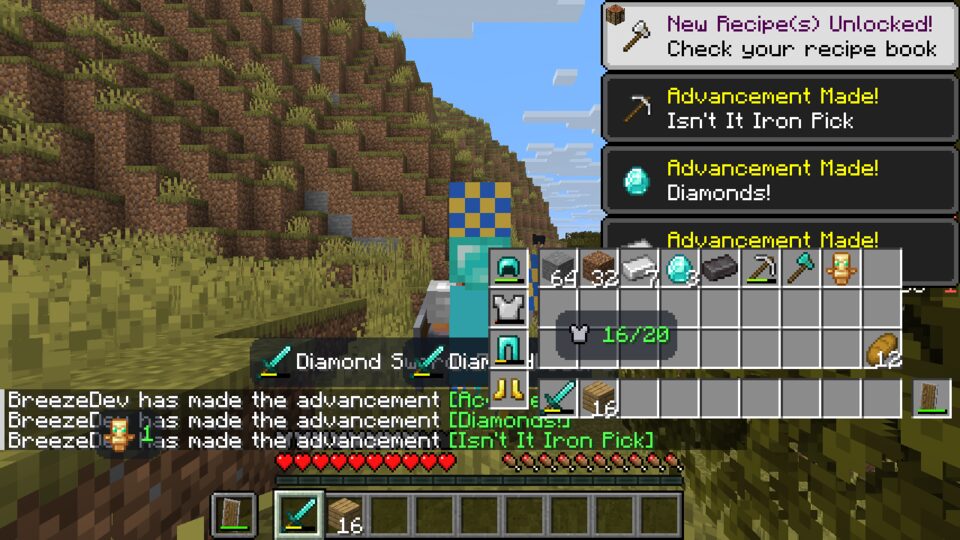 New Recipe(s) Unlocked!
Check your recipe book
Advancement Made!
Isn't It Iron Pick
Advancement Made!
Diamonds!
Advancement Made!
64
32
7
3
16/20
12
Diamond
BreezeDev has made the advancement
BreezeDev has made the advancement [Diamonds!]
has made the advancement [Isn't It Iron Pick]
1
16
16